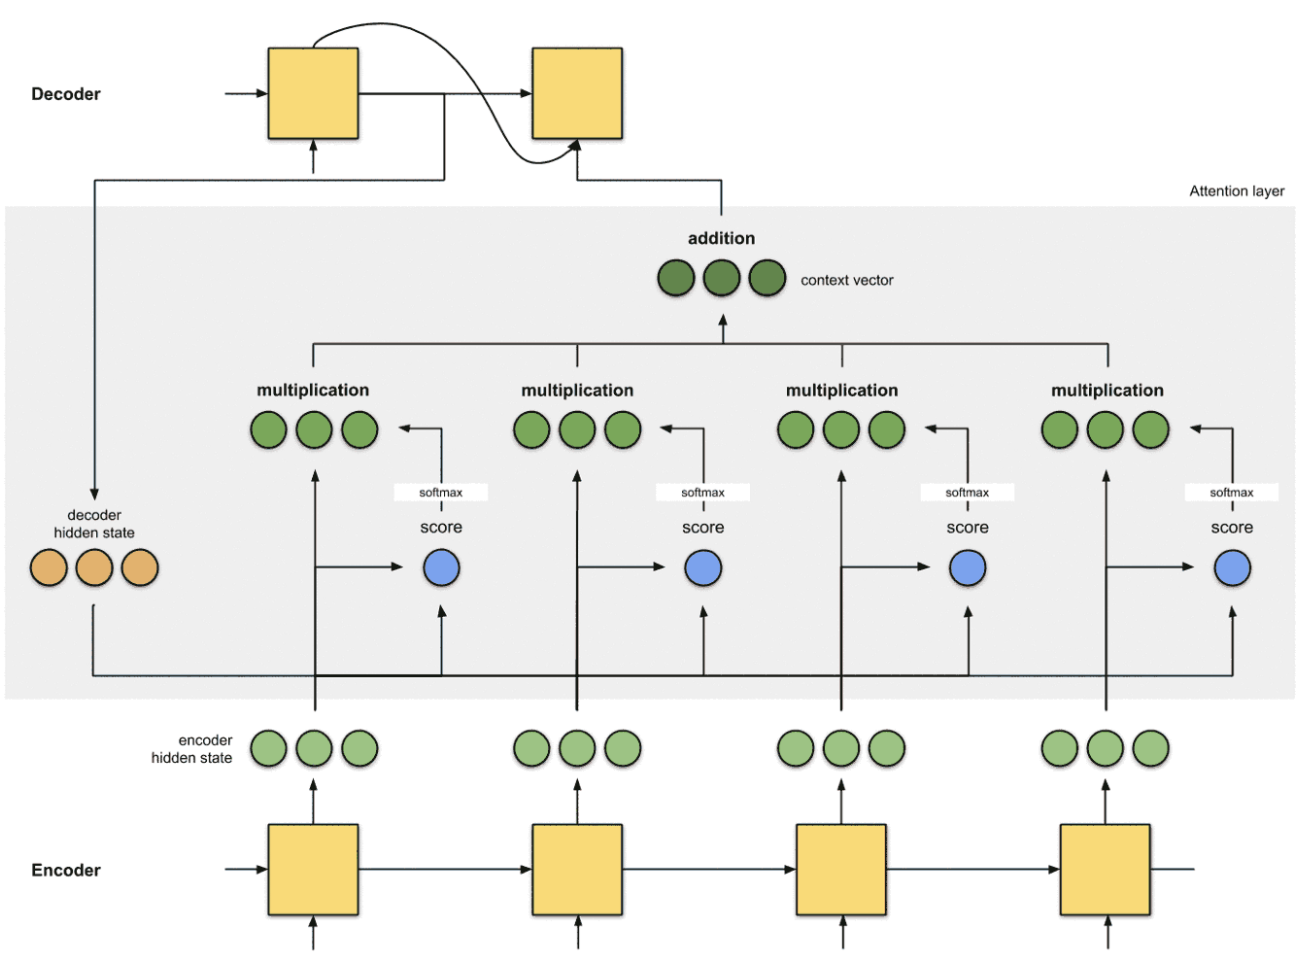 Decoder
Attention layer
addition
context vector
multiplication multiplication multiplication multiplication
softmax softmax softmax softmax
decoder
hidden state
score score score score
encoder
hidden state
Encoder